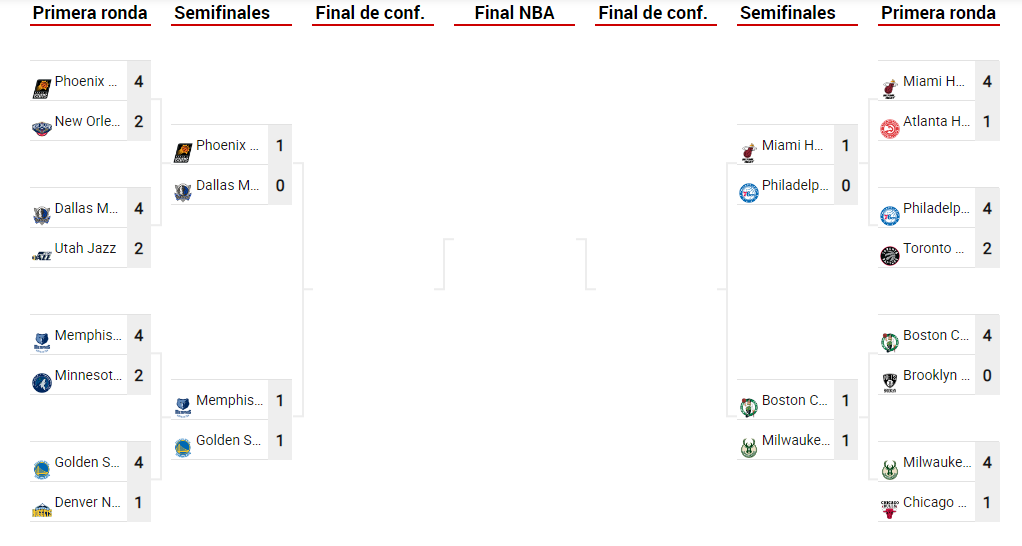 Primera ronda Semifinales Final de conf. Final NBA Final de conf. Semifinales Primera ronda
Phoenix ... 4
New Orle... 2
Dallas M... 4
Utah Jazz 2
Memphis... 4
Minnesot... 2
Golden S... 4
Denver N... 1
Phoenix ... 1
Dallas M... 0
Memphis... 1
Golden S... 1
Miami H... 1
Philadelp... 0
Boston C... 1
Milwauke... 1
Miami H... 4
Atlanta H... 1
Philadelp... 4
Toronto ... 2
Boston C... 4
Brooklyn ... 0
Milwauke... 4
Chicago ... 1